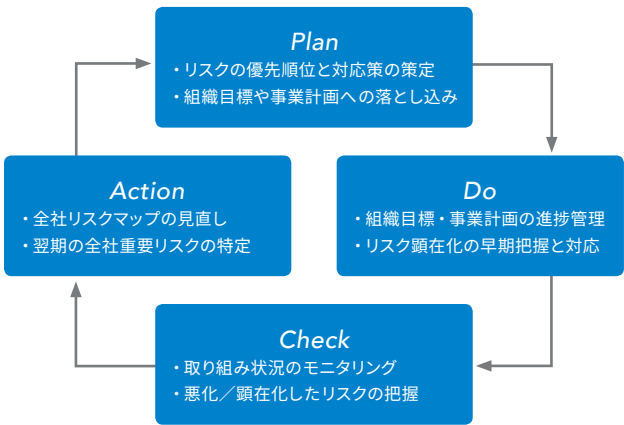 Plan
・リスクの優先順位と対応策の策定
・組織目標や事業計画への落とし込み
Do
・組織目標・事業計画の進捗管理
・リスク顕在化の早期把握と対応
Check
・取り組み状況のモニタリング
・悪化／顕在化したリスクの把握
Action
・全社リスクマップの見直し
・翌期の全社重要リスクの特定